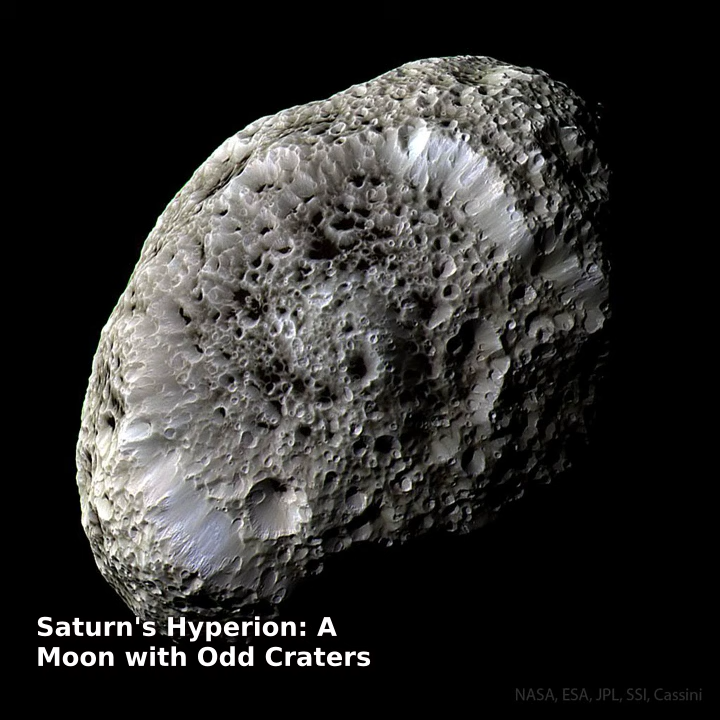 Saturn's Hyperion: A
Moon with Odd Craters
NASA, ESA, JPL, SSI, Cassini